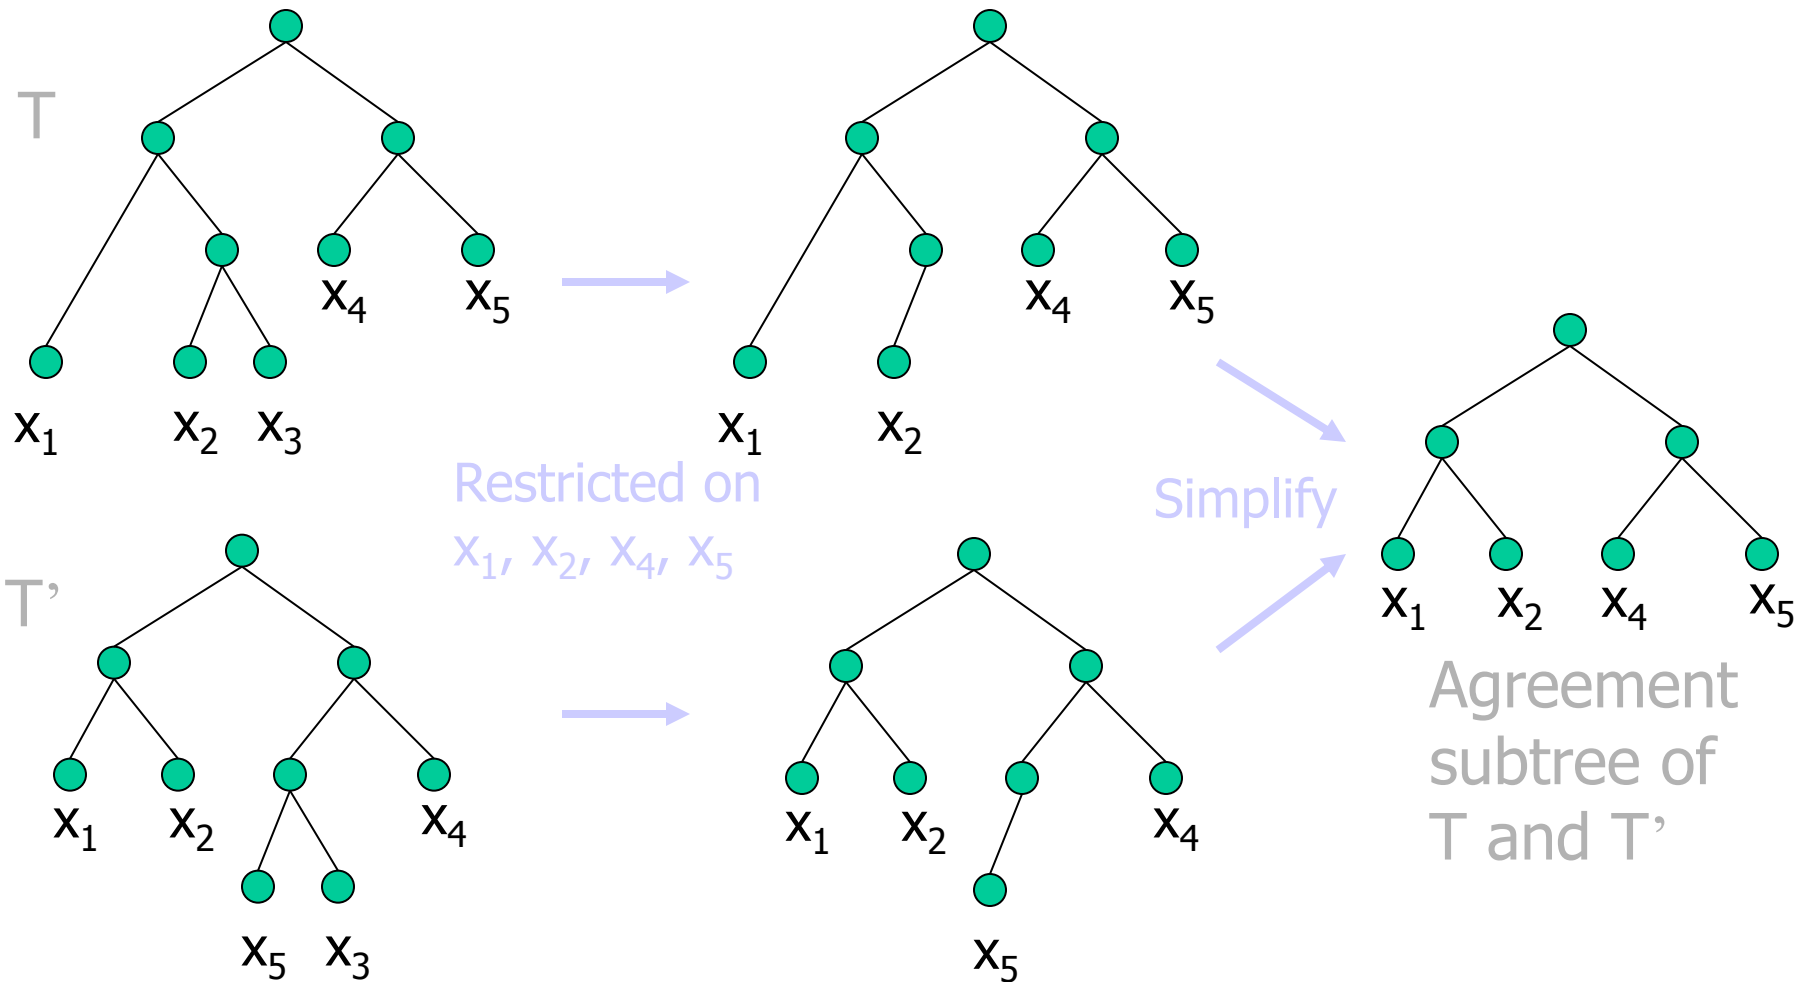 T
x₄ x₅
x₁ x₂ x₃
x₄ x₅
x₁ x₂
Restricted on
x₁, x₂, x₄, x₅
Simplify
T’
x₁ x₂ x₄
x₅ x₃
x₁ x₂ x₄
x₅
x₁ x₂ x₄ x₅
Agreement
subtree of
T and T’